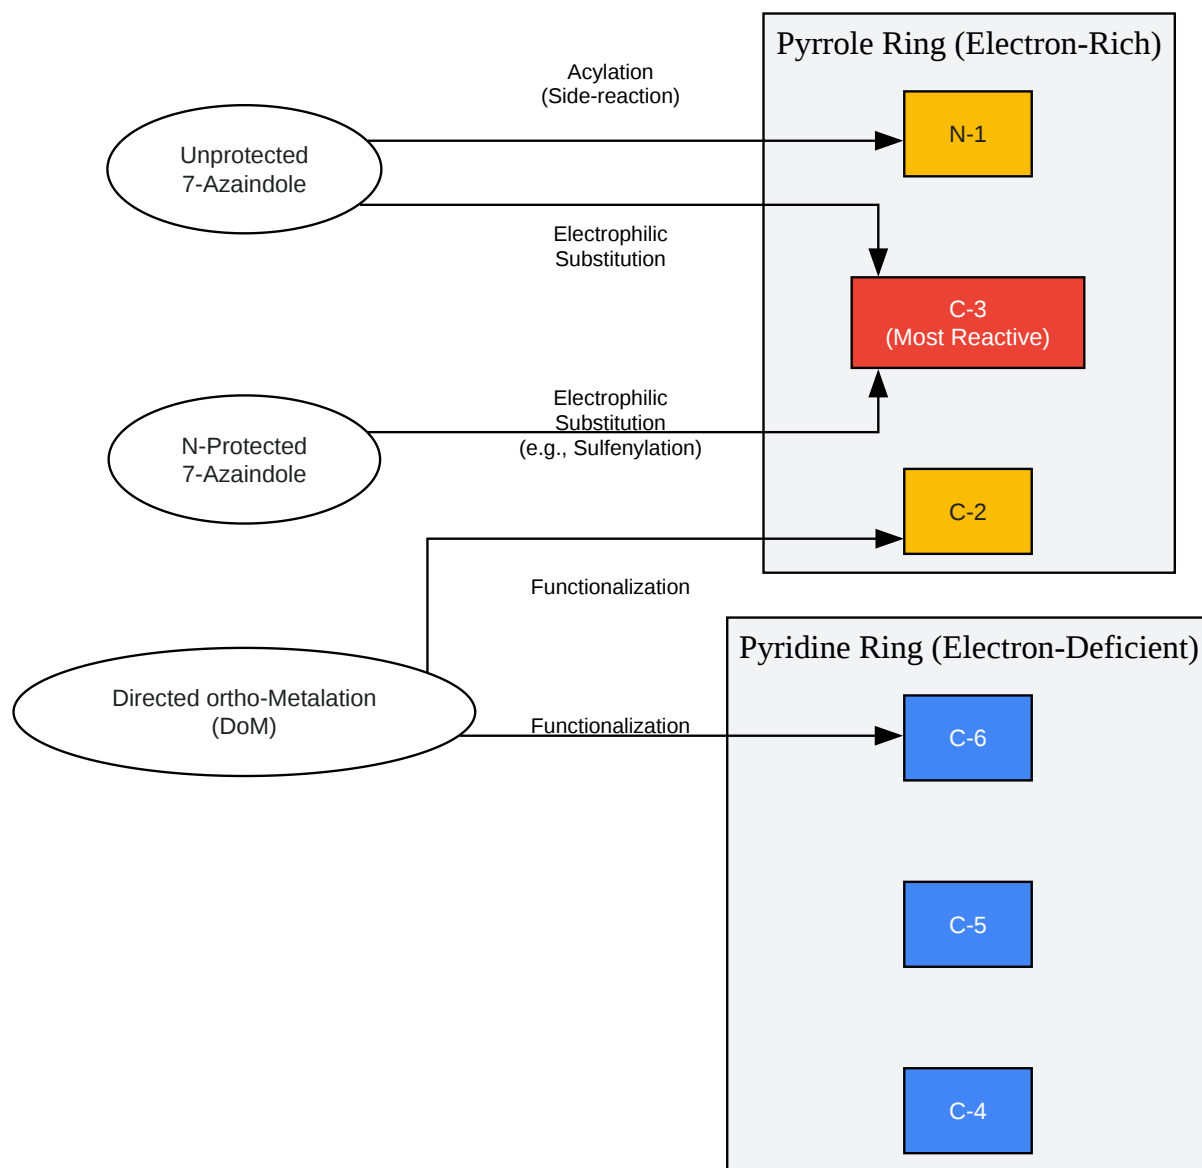 Pyrrole Ring (Electron-Rich)
Acylation
(Side-reaction)
N-1
Unprotected
7-Azaindole
Electrophilic
Substitution
C-3
(Most Reactive)
Electrophilic
Substitution
(e.g., Sulfenylation)
N-Protected
7-Azaindole
C-2
Functionalization
Pyridine Ring (Electron-Deficient)
Directed ortho-Metalation
(DoM)
Functionalization
C-6
C-5
C-4